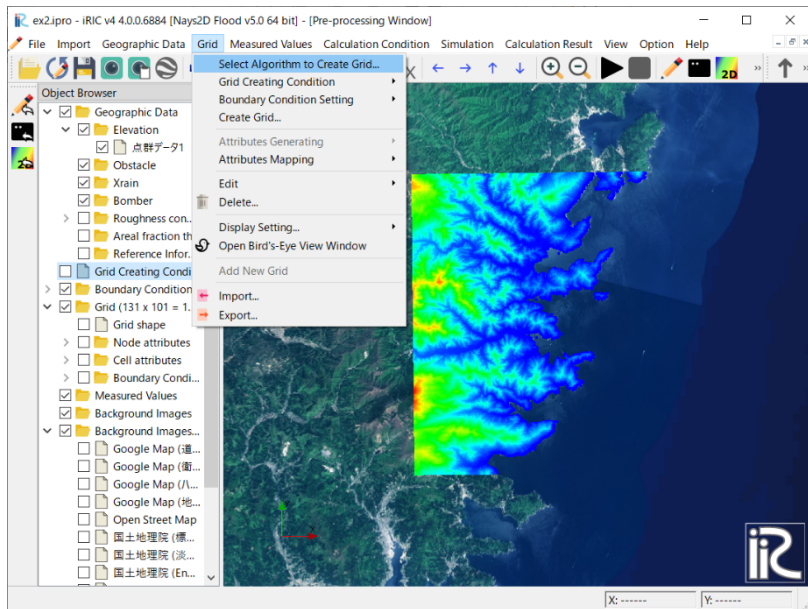 ex2.ipro - iRIC v4 4.0.0.6884 [Nays2D Flood v5.0 64 bit] - [Pre-processing Window]
File Import Geographic Data Grid Measured Values Calculation Condition Simulation Calculation Result View Option Help
2D
Object Browser
Geographic Data
Elevation
点群データ1
Obstacle
Xrain
Bomber
Roughness con...
Areal fraction th
Reference Infor.
Grid Creating Condi
Boundary Condition
Grid (131 x 101 = 1.
Grid shape
Node attributes
Cell attributes
Boundary Condi...
Measured Values
Background Images
Background Images...
Google Map (道...
Google Map (衛...
Google Map (ハ...
Google Map (地...
Open Street Map
国土地理院 (標...
国土地理院 (淡...
国土地理院 (En...
Select Algorithm to Create Grid...
Grid Creating Condition
Boundary Condition Setting
Create Grid...
Attributes Generating
Attributes Mapping
Edit
Delete...
Display Setting...
Open Bird's-Eye View Window
Add New Grid
Import...
Export...
X
iRIC
X: ------ Y: ------